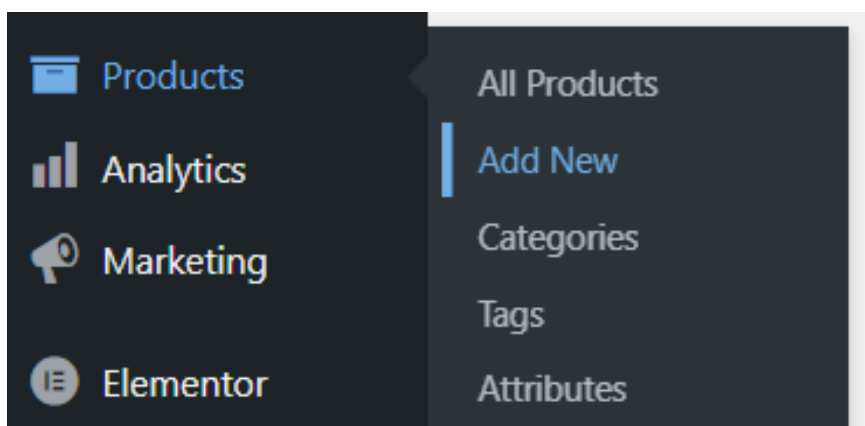 Products
Analytics
Marketing
Elementor
All Products
Add New
Categories
Tags
Attributes